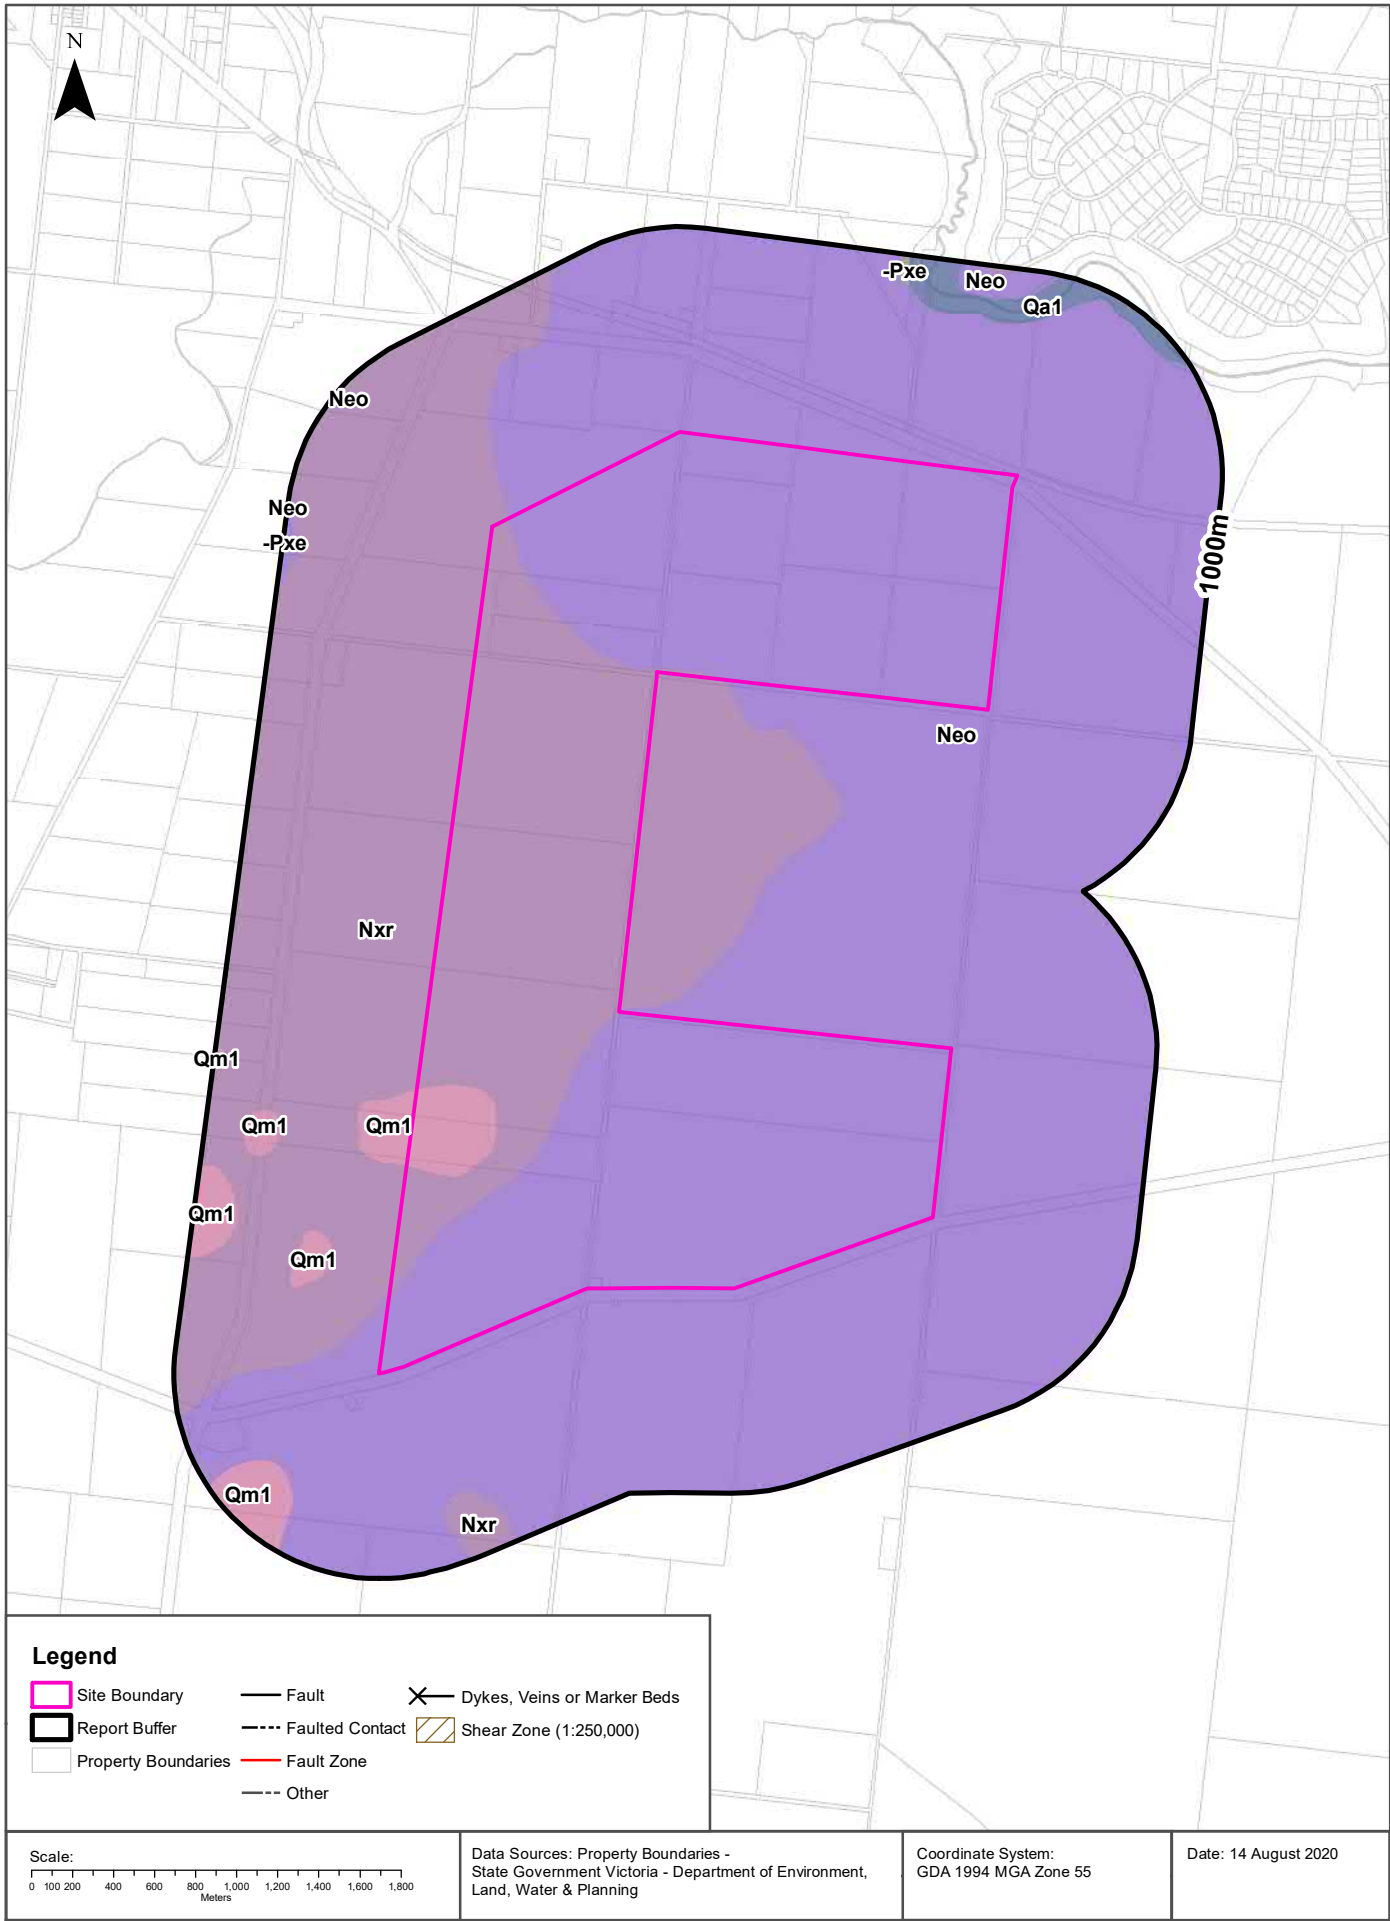 N
-Pxe
Neo
Qa1
Neo
Neo
-Pxe
1000m
Neo
Nxr
Qm1
Qm1
Qm1
Qm1
Qm1
Qm1
Nxr
Legend
Site Boundary
Report Buffer
Property Boundaries
Fault
Faulted Contact
Fault Zone
Other
Dykes, Veins or Marker Beds
Shear Zone (1:250,000)
Scale:
0 100 200 400 600 800 1,000 1,200 1,400 1,600 1,800
Meters
Data Sources: Property Boundaries -
State Government Victoria - Department of Environment,
Land, Water & Planning
Coordinate System:
GDA 1994 MGA Zone 55
Date: 14 August 2020